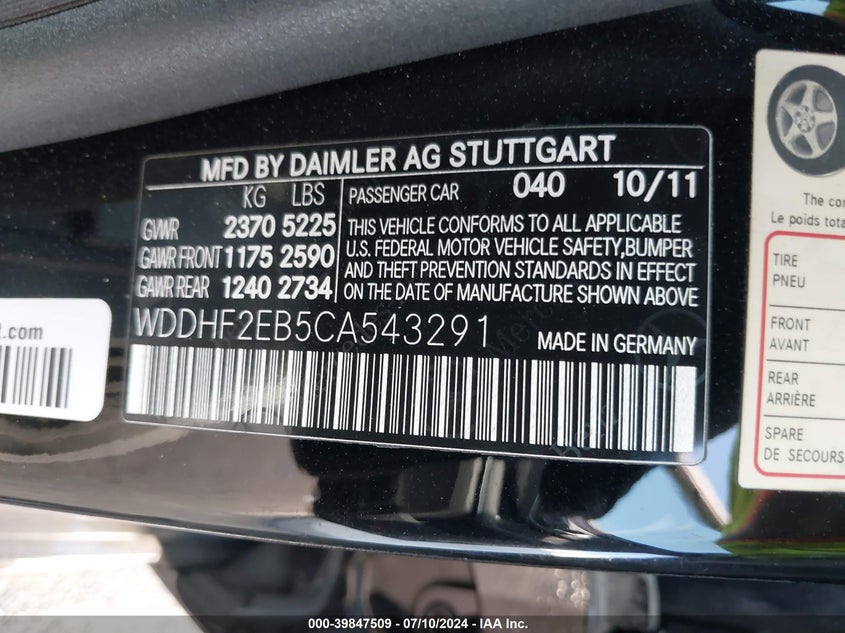 MFD BY DAIMLER AG STUTTGART
KG LBS
GVWR 2370 5225
GAWR FRONT 1175 2590
GAWR REAR 1240 2734
PASSENGER CAR 040 10/11
THIS VEHICLE CONFORMS TO ALL APPLICABLE
U.S. FEDERAL MOTOR VEHICLE SAFETY,BUMPER
AND THEFT PREVENTION STANDARDS IN EFFECT
ON THE DATE OF MANUFACTURE SHOWN ABOVE
WDDHF2EB5CA543291
MADE IN GERMANY
.com
The
Le poids
TIRE
PNEU
FRONT
AVANT
REAR
ARRIÈRE
SPARE
DE SECOURS
000-39847509 - 07/10/2024 - IAA Inc.